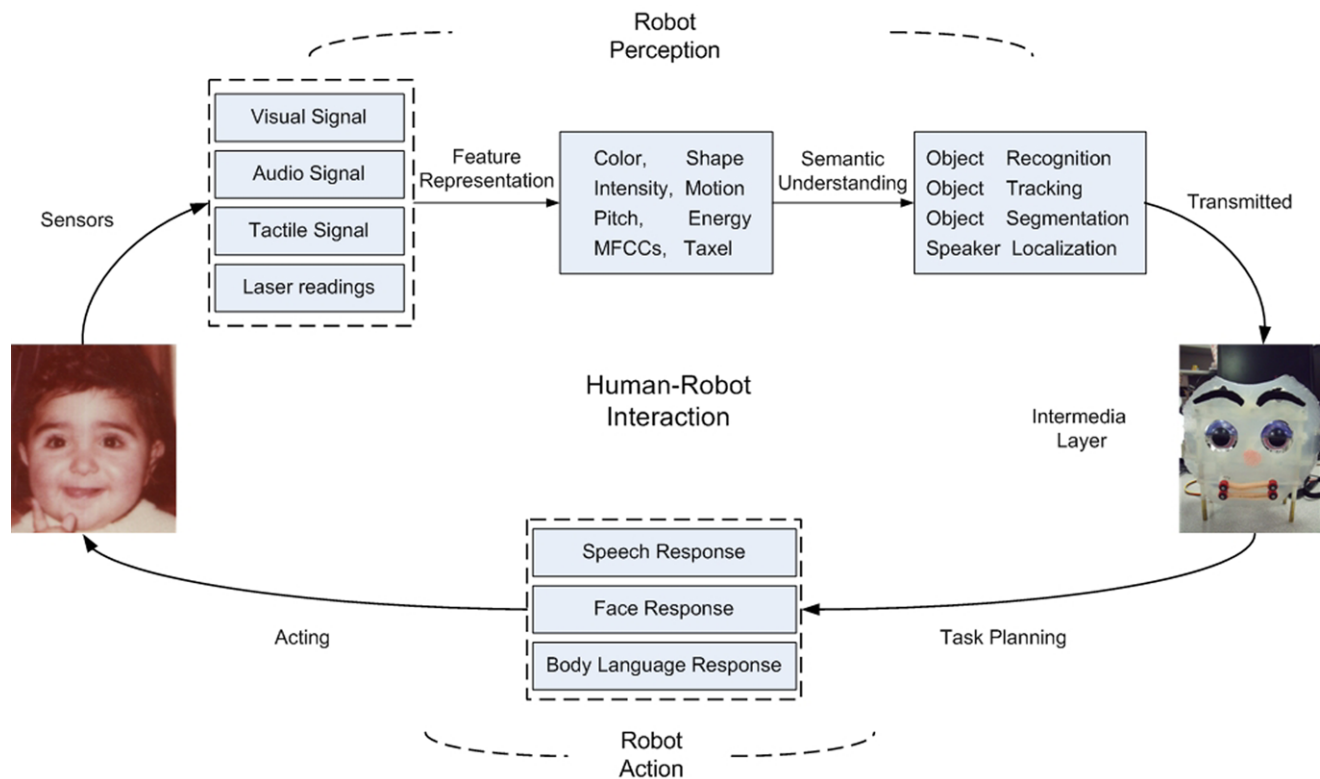 Robot
Perception
Visual Signal
Audio Signal
Tactile Signal
Laser readings
Sensors
Feature
Representation
Color, Shape
Intensity, Motion
Pitch, Energy
MFCCs, Taxel
Semantic
Understanding
Object Recognition
Object Tracking
Object Segmentation
Speaker Localization
Transmitted
Human-Robot
Interaction
Intermedia
Layer
Speech Response
Face Response
Body Language Response
Acting
Task Planning
Robot
Action